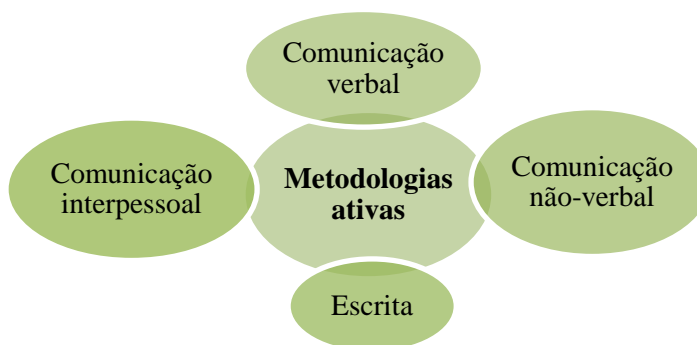 Comunicação
verbal
Comunicação
interpessoal
Metodologias
ativas
Comunicação
não-verbal
Escrita